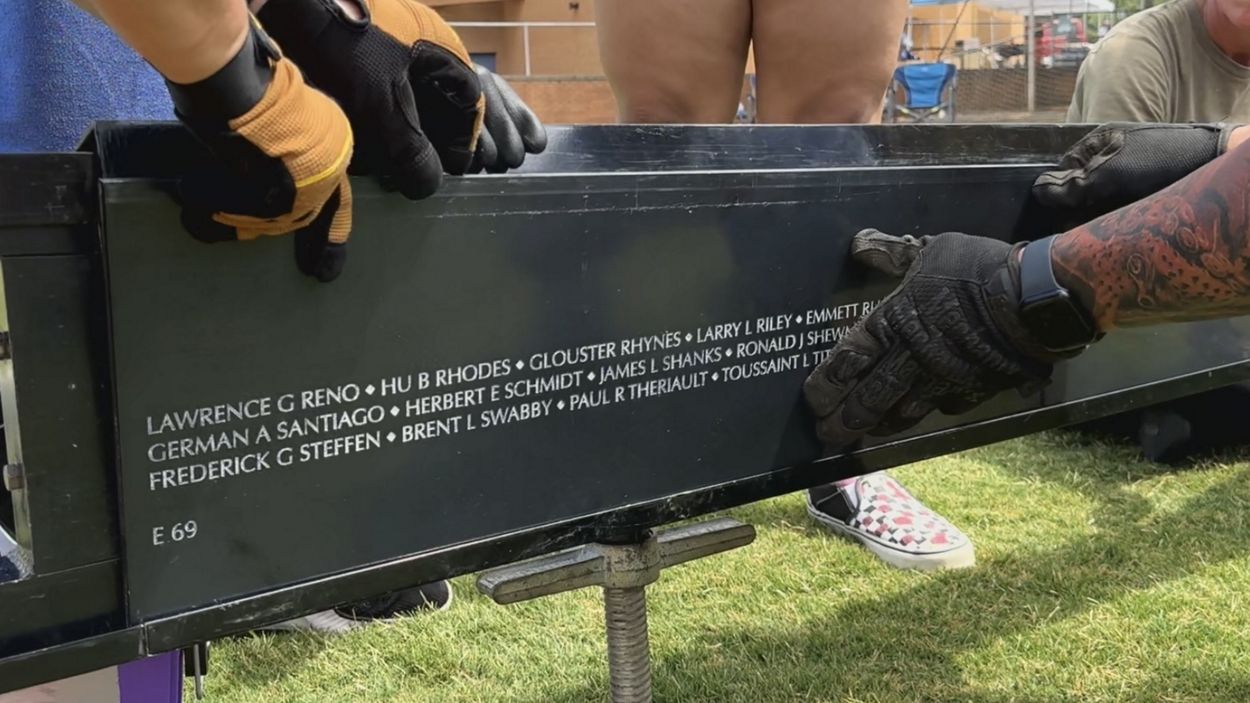 LAWRENCE G RENO ♦ HU B RHODES ♦ GLOUSTER RHYNES ♦ LARRY L RILEY ♦ EMMETT
GERMAN A SANTIAGO ♦ HERBERT E SCHMIDT ♦ JAMES L SHANKS ♦ RONALD J
FREDERICK G STEFFEN ♦ BRENT L SWABBY ♦ PAUL R THERIAULT ♦ TOUSSAINT L
E 69